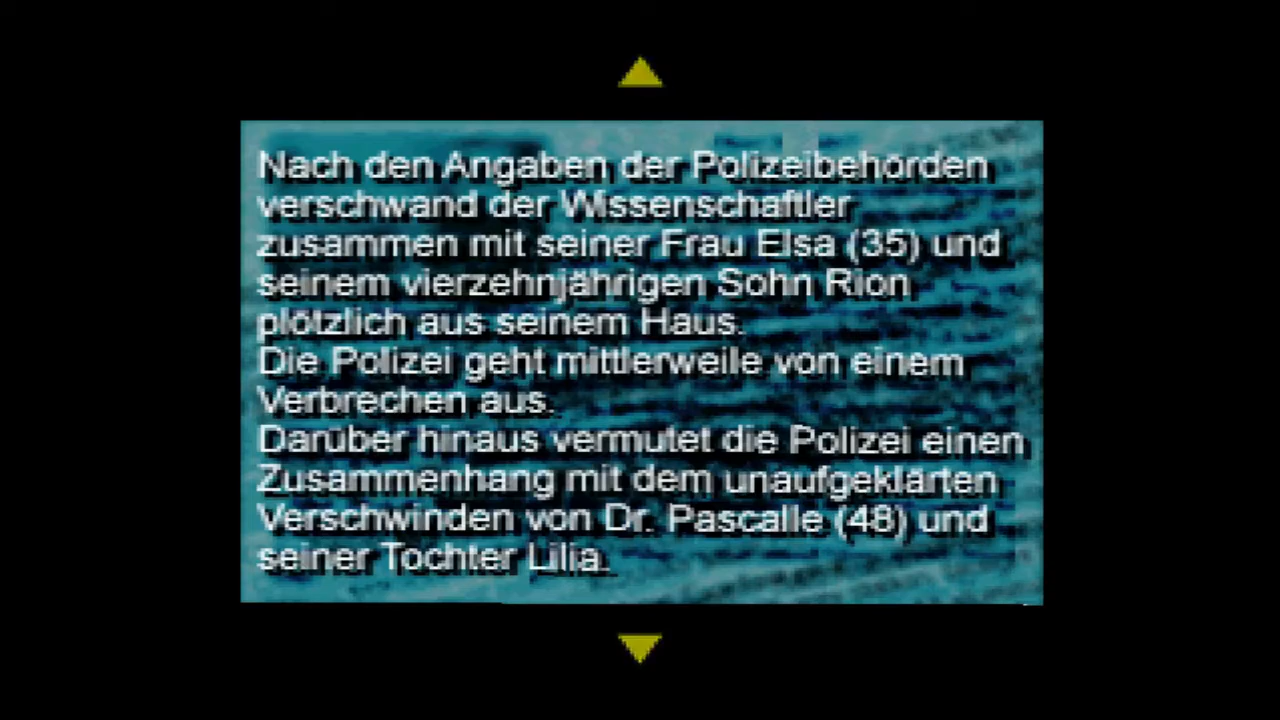 Nach den Angaben der Polizeibehörden
verschwand der Wissenschaftler
zusammen mit seiner Frau Elsa (35) und
seinem vierzehnjährigen Sohn Rion
plötzlich aus seinem Haus.
Die Polizei geht mittlerweile von einem
Verbrechen aus.
Darüber hinaus vermutet die Polizei einen
Zusammenhang mit dem unaufgeklärten
Verschwinden von Dr. Pascalle (48) und
seiner Tochter Lilia.